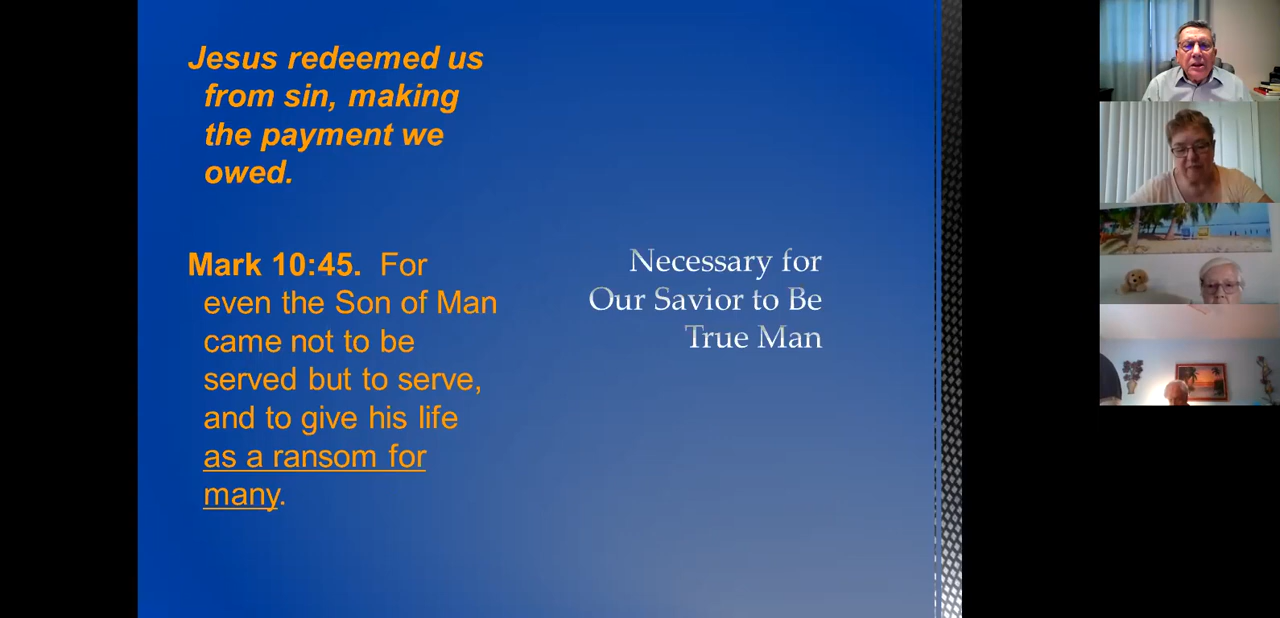 Jesus redeemed us
from sin, making
the payment we
owed.
Mark 10:45.  For
even the Son of Man
came not to be
served but to serve,
and to give his life
as a ransom for
many.
Necessary for
Our Savior to Be
True Man